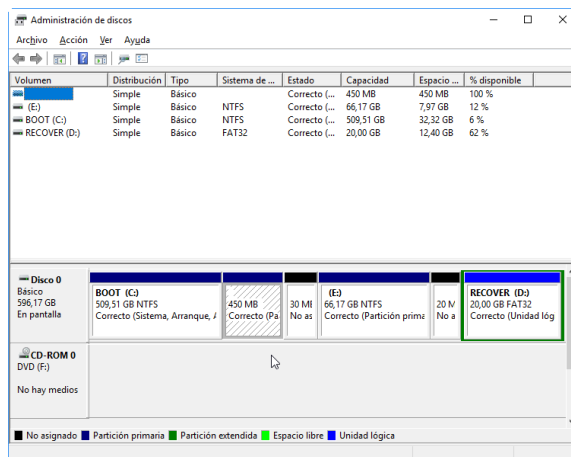 Administración de discos
Archivo Acción Ver Ayuda
Volumen Distribución Tipo Sistema de ... Estado Capacidad Espacio ... % disponible
Simple Básico Correcto (... 450 MB 450 MB 100 %
(E:) Simple Básico NTFS Correcto (... 66,17 GB 7,97 GB 12 %
BOOT (C:) Simple Básico NTFS Correcto (... 509,51 GB 32,32 GB 6 %
RECOVER (D:) Simple Básico FAT32 Correcto (... 20,00 GB 12,40 GB 62 %
Disco 0
Básico
596,17 GB
En pantalla
BOOT (C:)
509,51 GB NTFS
Correcto (Sistema, Arranque,
450 MB
Correcto (Pa
30 MB
No as
(E:)
66,17 GB NTFS
Correcto (Partición prima
20 M
No a
RECOVER (D:)
20,00 GB FAT32
Correcto (Unidad lóg
CD-ROM 0
DVD (F:)
No hay medios
No asignado Partición primaria Partición extendida Espacio libre Unidad lógica